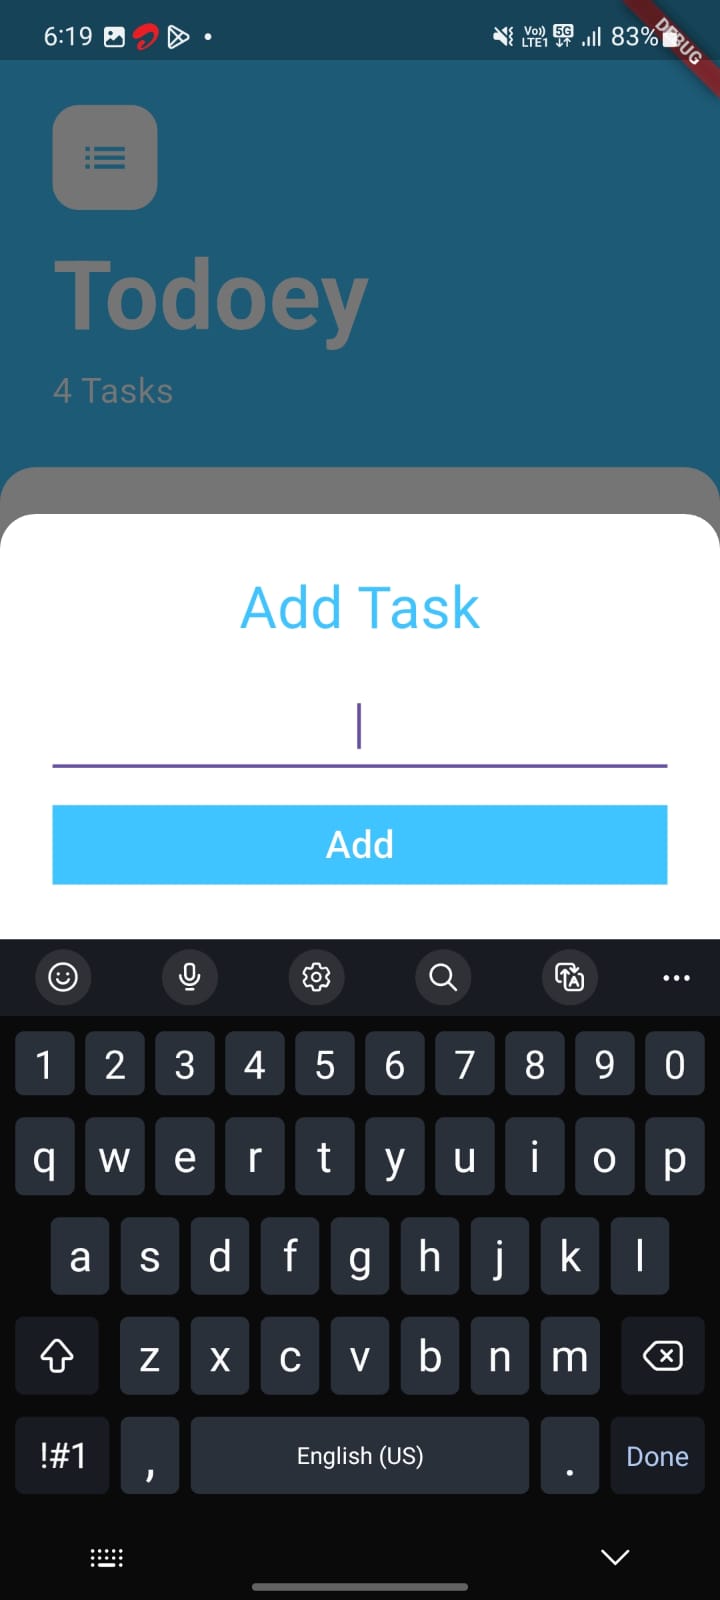 6:19 Vo)) LTE1 5G 83%
DEBUG
Todoey
4 Tasks
Add Task
Add
1 2 3 4 5 6 7 8 9 0
q w e r t y u i o p
a s d f g h j k l
z x c v b n m
!#1 , English (US) . Done